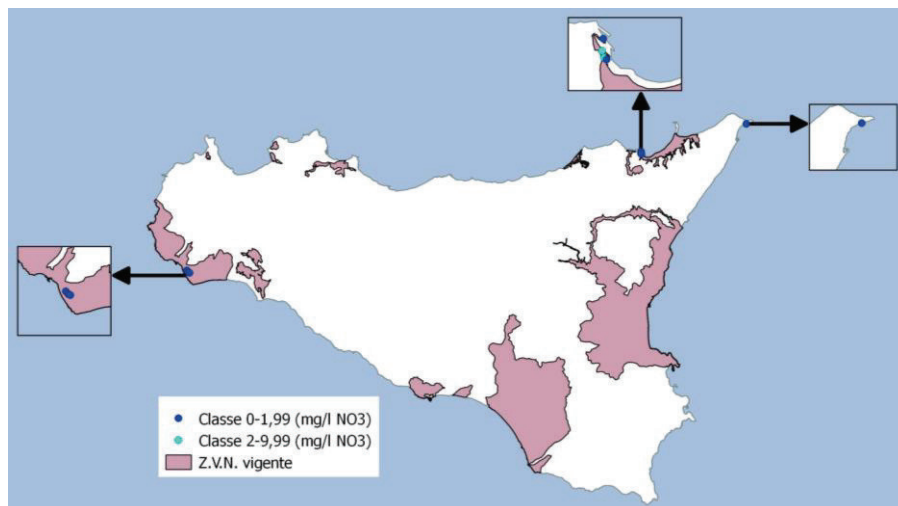 Classe 0-1,99 (mg/l NO3)
Classe 2-9,99 (mg/l NO3)
Z.V.N. vigente